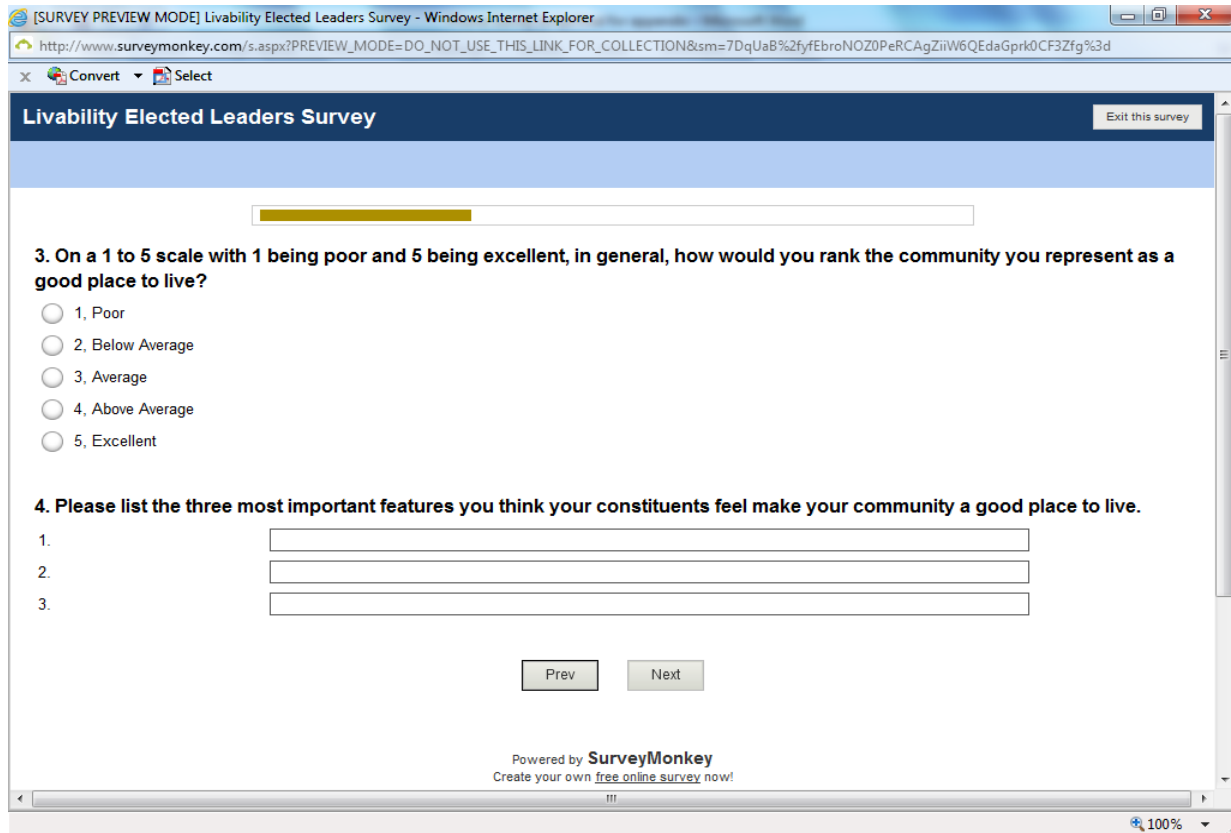 [SURVEY PREVIEW MODE] Livability Elected Leaders Survey - Windows Internet Explorer
http://www.surveymonkey.com/s.aspx?PREVIEW_MODE=DO_NOT_USE_THIS_LINK_FOR_COLLECTION&sm=7DqUaB%2fyfEbroNOZ0PeRCAgZiiW6QEdaGprk0CF3Zfg%3d
x Convert Select
Livability Elected Leaders Survey
Exit this survey
3. On a 1 to 5 scale with 1 being poor and 5 being excellent, in general, how would you rank the community you represent as a
good place to live?
1, Poor
2, Below Average
3, Average
4, Above Average
5, Excellent
4. Please list the three most important features you think your constituents feel make your community a good place to live.
1.
2.
3.
Prev Next
Powered by SurveyMonkey
Create your own free online survey now!
100%